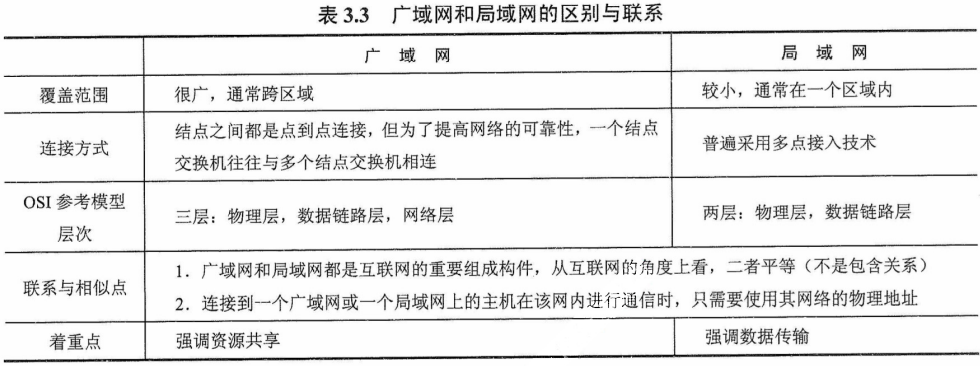 表 3.3 广域网和局域网的区别与联系
广 域 网 局 域 网
覆盖范围 很广，通常跨区域 较小，通常在一个区域内
连接方式 结点之间都是点到点连接，但为了提高网络的可靠性，一个结点
交换机往往与多个结点交换机相连 普遍采用多点接入技术
OSI 参考模型
层次 三层：物理层，数据链路层，网络层 两层：物理层，数据链路层
联系与相似点 1．广域网和局域网都是互联网的重要组成构件，从互联网的角度上看，二者平等（不是包含关系）
2．连接到一个广域网或一个局域网上的主机在该网内进行通信时，只需要使用其网络的物理地址
着重点 强调资源共享 强调数据传输